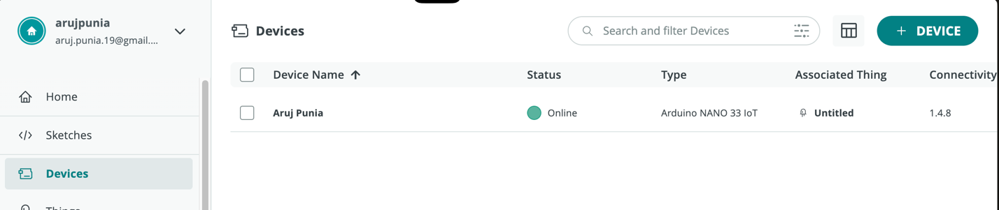 arujpunia
aruj.punia.19@gmail....
Home
Sketches
Devices
Things
Devices
Search and filter Devices
+ DEVICE
Device Name ↑ Status Type Associated Thing Connectivity
Aruj Punia Online Arduino NANO 33 IoT Untitled 1.4.8